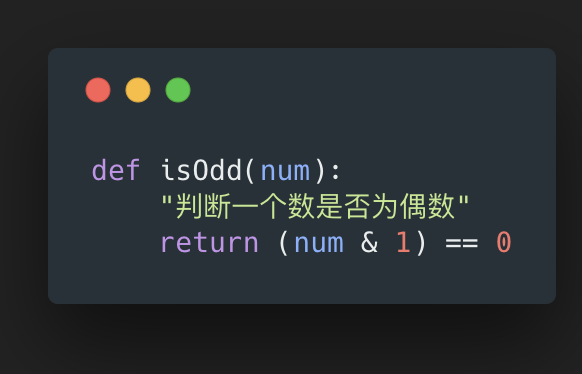 def isOdd(num):
    "判断一个数是否为偶数"
    return (num & 1) == 0